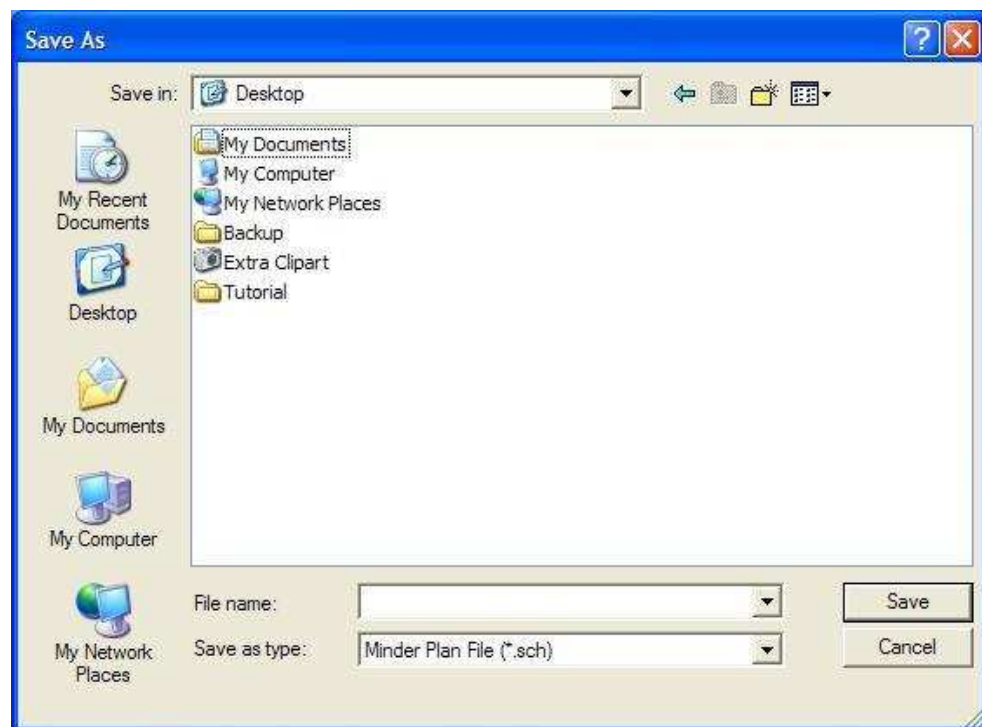 Save As
Save in:
Desktop
My Recent
Documents
Desktop
My Documents
My Computer
My Network
Places
My Documents
My Computer
My Network Places
Backup
Extra Clipart
Tutorial
File name:
Save
Save as type:
Minder Plan File (*.sch)
Cancel